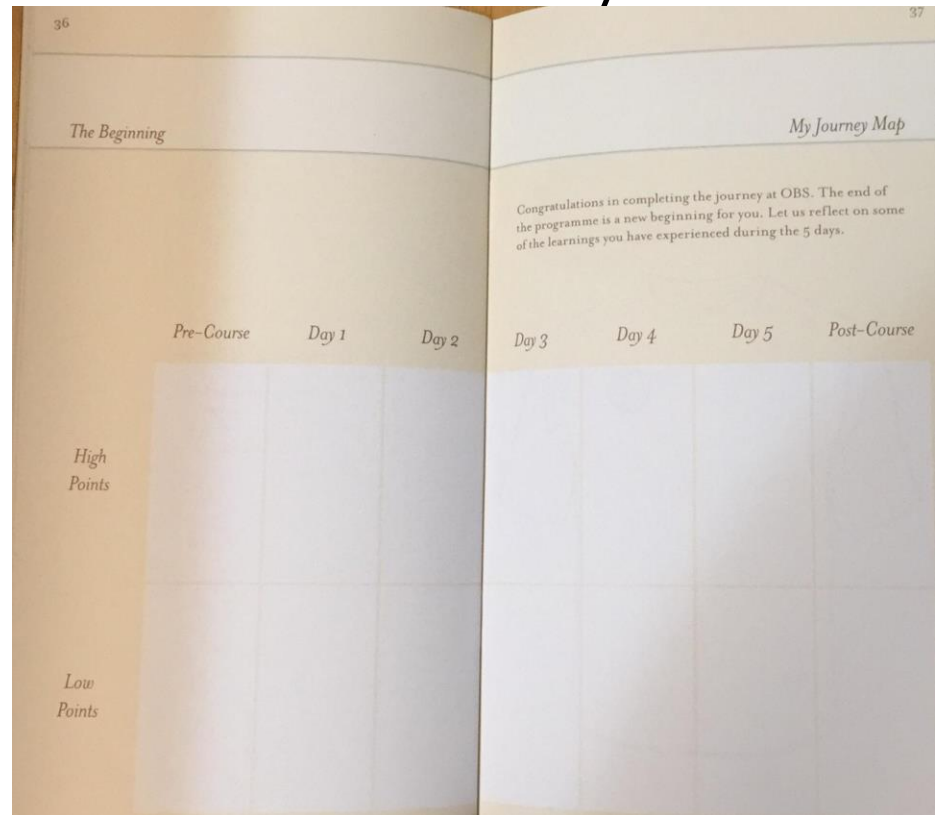 36
37
The Beginning
My Journey Map
Congratulations in completing the journey at OBS. The end of
the programme is a new beginning for you. Let us reflect on some
of the learnings you have experienced during the 5 days.
Pre-Course Day 1 Day 2 Day 3 Day 4 Day 5 Post-Course
High
Points
Low
Points